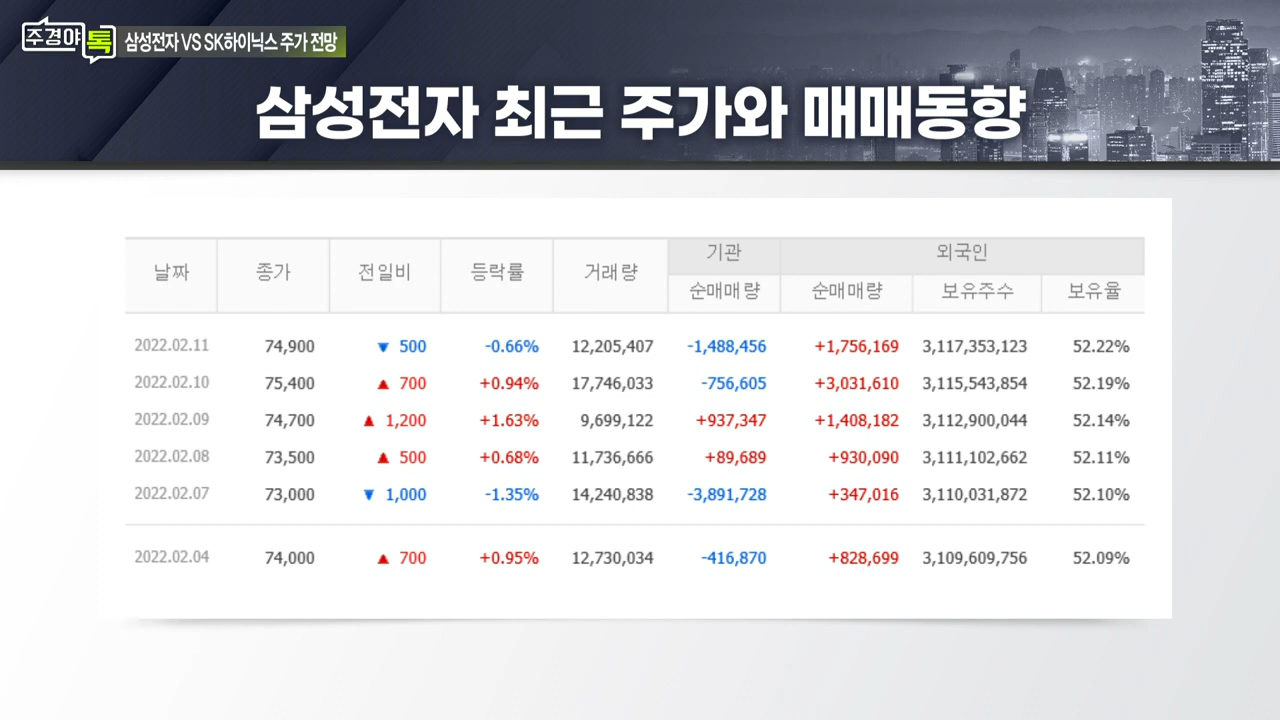 주경야톡 삼성전자 VS SK하이닉스 주가 전망
삼성전자 최근 주가와 매매동향
날짜 종가 전일비 등락률 거래량 기관 외국인
순매매량 순매매량 보유주수 보유율
2022.02.11 74,900 ▼ 500 -0.66% 12,205,407 -1,488,456 +1,756,169 3,117,353,123 52.22%
2022.02.10 75,400 ▲ 700 +0.94% 17,746,033 -756,605 +3,031,610 3,115,543,854 52.19%
2022.02.09 74,700 ▲ 1,200 +1.63% 9,699,122 +937,347 +1,408,182 3,112,900,044 52.14%
2022.02.08 73,500 ▲ 500 +0.68% 11,736,666 +89,689 +930,090 3,111,102,662 52.11%
2022.02.07 73,000 ▼ 1,000 -1.35% 14,240,838 -3,891,728 +347,016 3,110,031,872 52.10%
2022.02.04 74,000 ▲ 700 +0.95% 12,730,034 -416,870 +828,699 3,109,609,756 52.09%